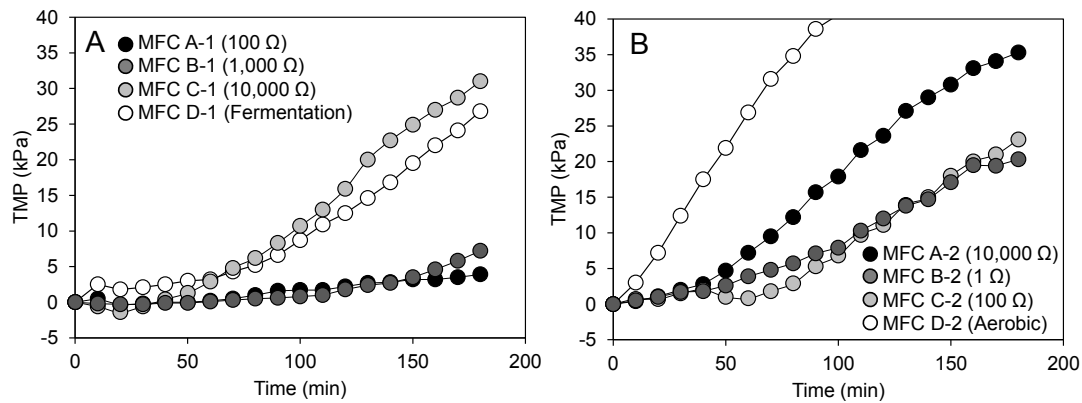 A
MFC A-1 (100 Ω)
MFC B-1 (1,000 Ω)
MFC C-1 (10,000 Ω)
MFC D-1 (Fermentation)
40
35
30
25
20
15
10
5
0
-5
TMP (kPa)
0 50 100 150 200
Time (min)
B
40
35
30
25
20
15
10
5
0
-5
TMP (kPa)
MFC A-2 (10,000 Ω)
MFC B-2 (1 Ω)
MFC C-2 (100 Ω)
MFC D-2 (Aerobic)
0 50 100 150 200
Time (min)